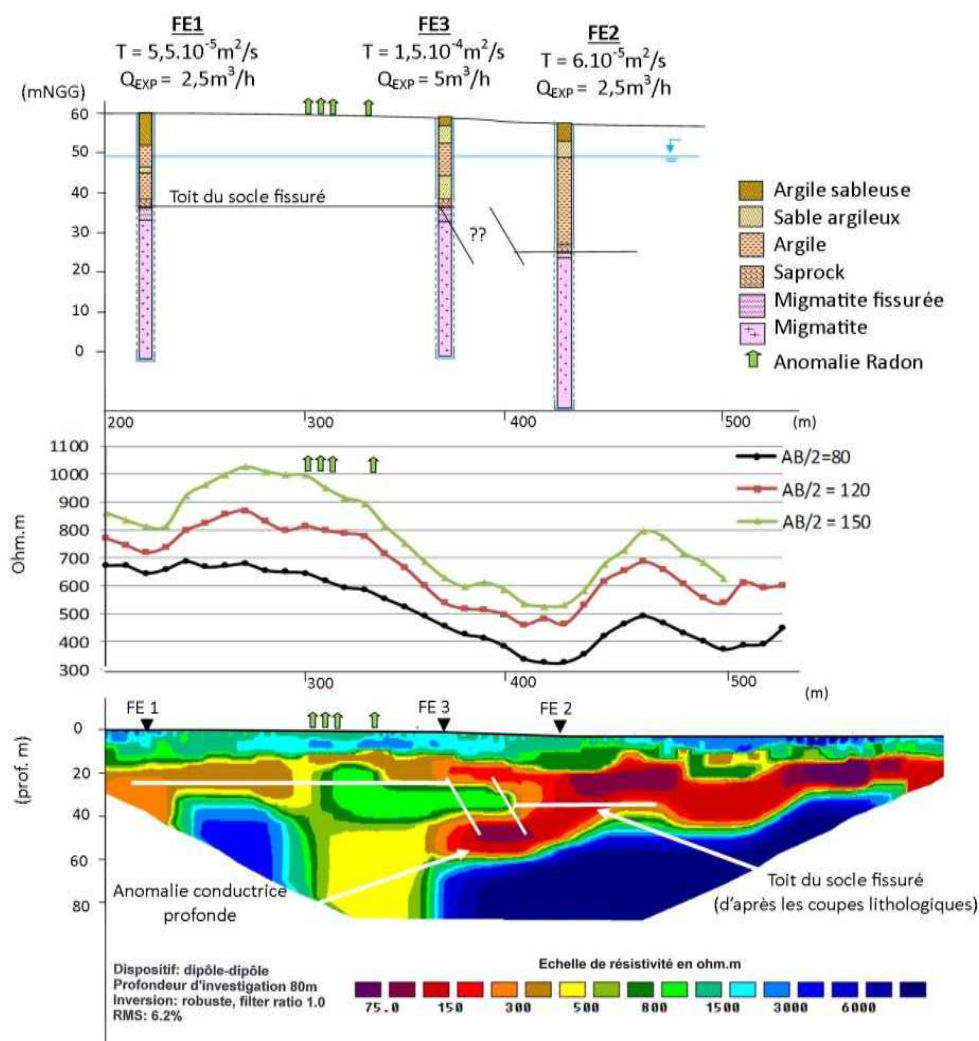 FE1
T = 5,5.10-5m2/s
QEXP = 2,5m3/h
FE3
T = 1,5.10-4m2/s
QEXP = 5m3/h
FE2
T = 6.10-5m2/s
QEXP = 2,5m3/h
(mNGG)
60
50
40
30
20
10
0
Toit du socle fissuré
??
Argile sableuse
Sable argileux
Argile
Saprock
Migmatite fissurée
Migmatite
Anomalie Radon
200
300
400
500
(m)
1100
1000
900
800
700
600
500
400
300
Ohm.m
AB/2=80
AB/2 = 120
AB/2 = 150
300
400
500
(m)
FE 1
FE 3
FE 2
0
20
40
60
80
(prof. m)
Anomalie conductrice
profonde
Toit du socle fissuré
(d'après les coupes lithologiques)
Dispositif: dipôle-dipôle
Profondeur d'investigation 80m
Inversion: robuste, filter ratio 1.0
RMS: 6.2%
Echelle de résistivité en ohm.m
75.0
150
300
500
800
1500
3000
6000